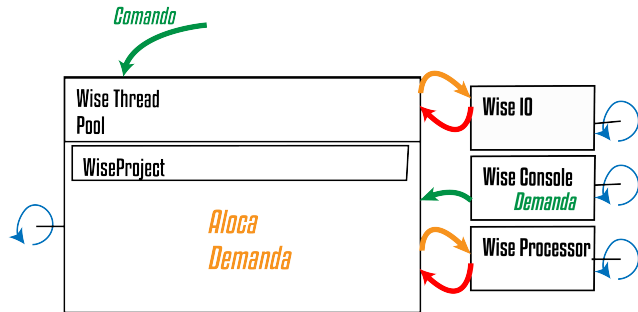 Comando
Wise Thread
Pool
WiseProject
Aloca
Demanda
Wise IO
Wise Console
Demanda
Wise Processor